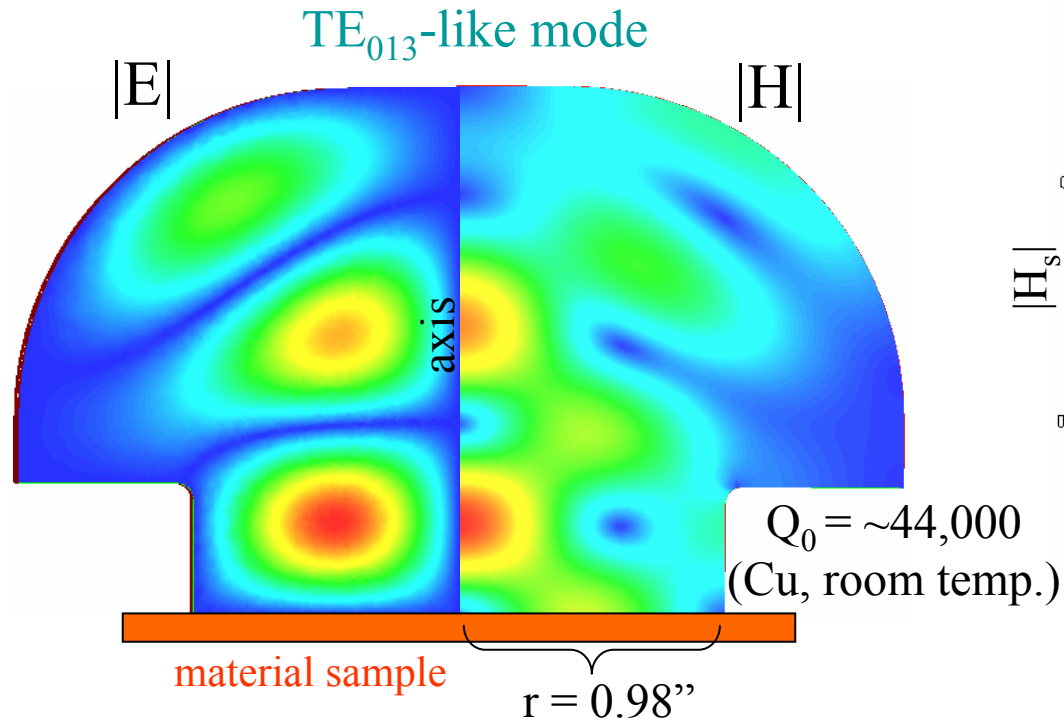 TE₀₁₃-like mode
|E|
|H|
axis
|Hₛ|
Q₀ = ~44,000
(Cu, room temp.)
material sample
r = 0.98”